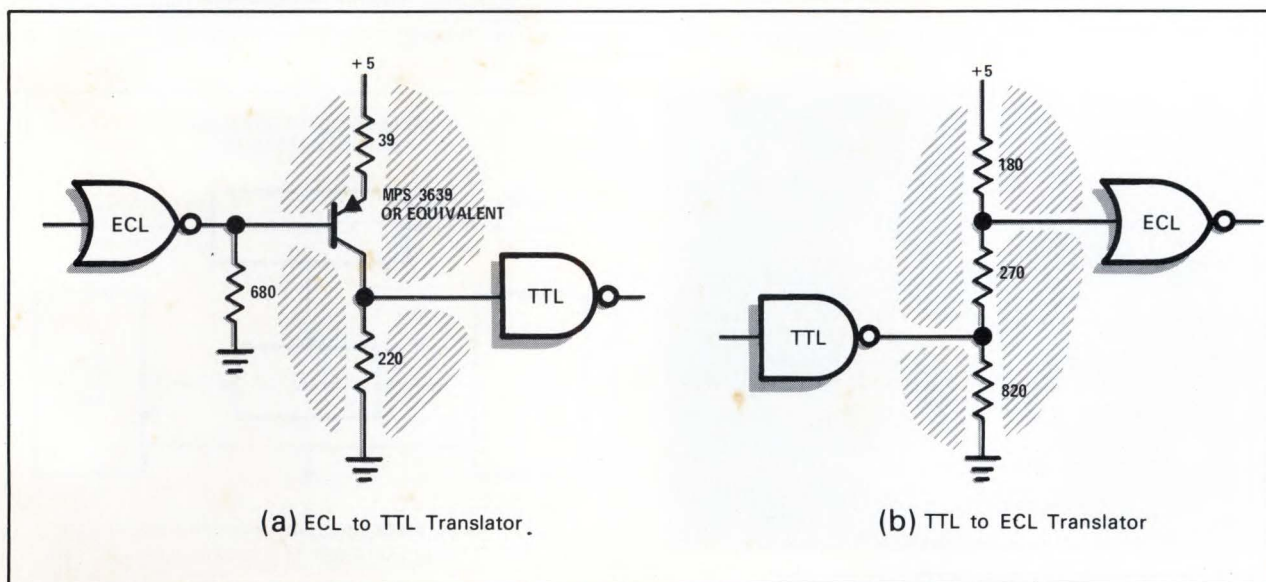 +5
39
MPS 3639
OR EQUIVALENT
ECL
680
TTL
220
(a) ECL to TTL Translator.
+5
180
ECL
270
TTL
820
(b) TTL to ECL Translator